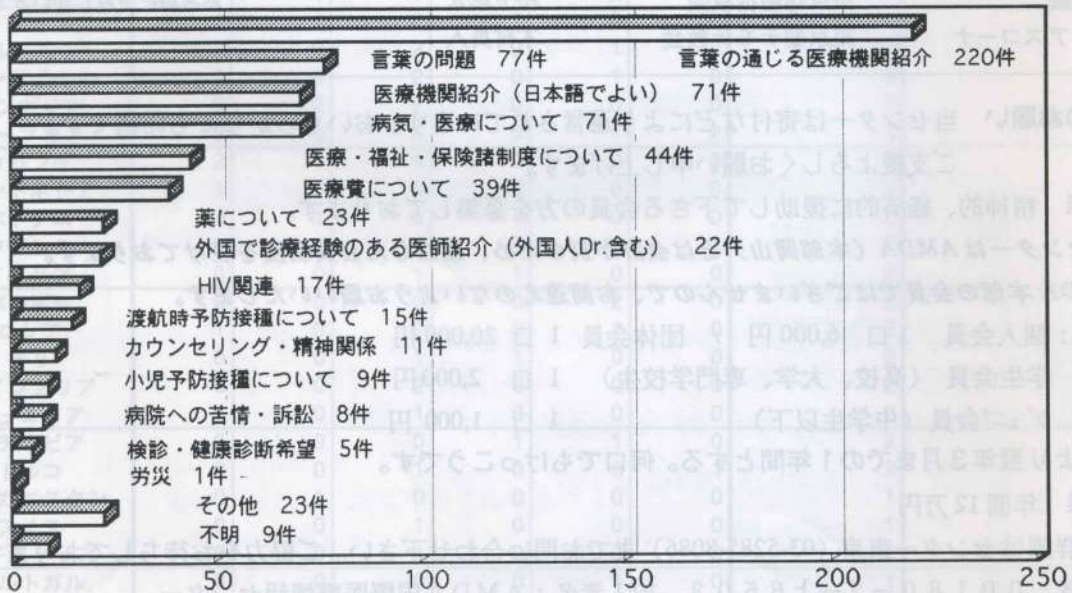 言葉の通じる医療機関紹介 220件
言葉の問題 77件
医療機関紹介（日本語でよい） 71件
病気・医療について 71件
医療・福祉・保険諸制度について 44件
医療費について 39件
薬について 23件
外国で診療経験のある医師紹介（外国人Dr.含む） 22件
HIV関連 17件
渡航時予防接種について 15件
カウンセリング・精神関係 11件
小児予防接種について 9件
病院への苦情・訴訟 8件
検診・健康診断希望 5件
労災 1件
その他 23件
不明 9件
0 50 100 150 200 250